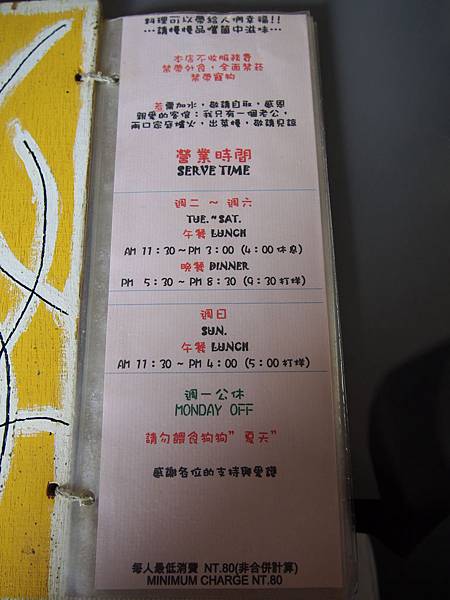 料理可以帶給人們幸福!!
…請慢慢品嚐箇中滋味…
本店不收服務費
禁帶外食，全面禁菸
禁帶寵物
若需加水，敬請自取，感恩
親愛的客倌：我只有一個老公，
兩口家庭爐火，出菜慢，敬請見諒
營業時間
SERVE TIME
週二 ~ 週六
TUE. ~ SAT.
午餐 LUNCH
AM 11：30 ~ PM 3：00 (4：00 休息)
晚餐 DINNER
PM 5：30 ~ PM 8：30 (9：30 打烊)
週日
SUN.
午餐 LUNCH
AM 11：30 ~ PM 4：00 (5：00 打烊)
週一公休
MONDAY OFF
請勿餵食狗狗”夏天”
感謝各位的支持與愛護
每人最低消費 NT.80(非合併計算)
MINIMUM CHARGE NT.80